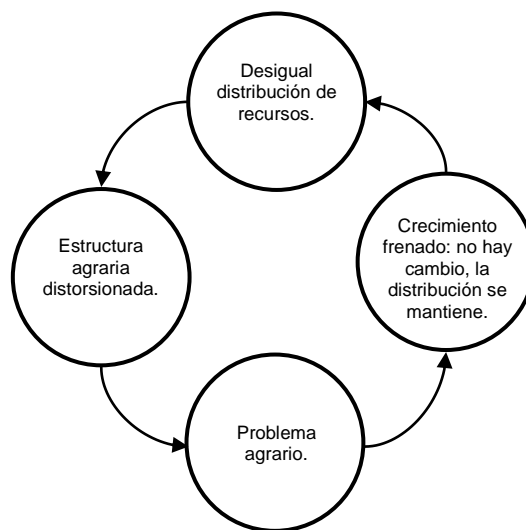 Desigual
distribución de
recursos.
Estructura
agraria
distorsionada.
Problema
agrario.
Crecimiento
frenado: no hay
cambio, la
distribución se
mantiene.